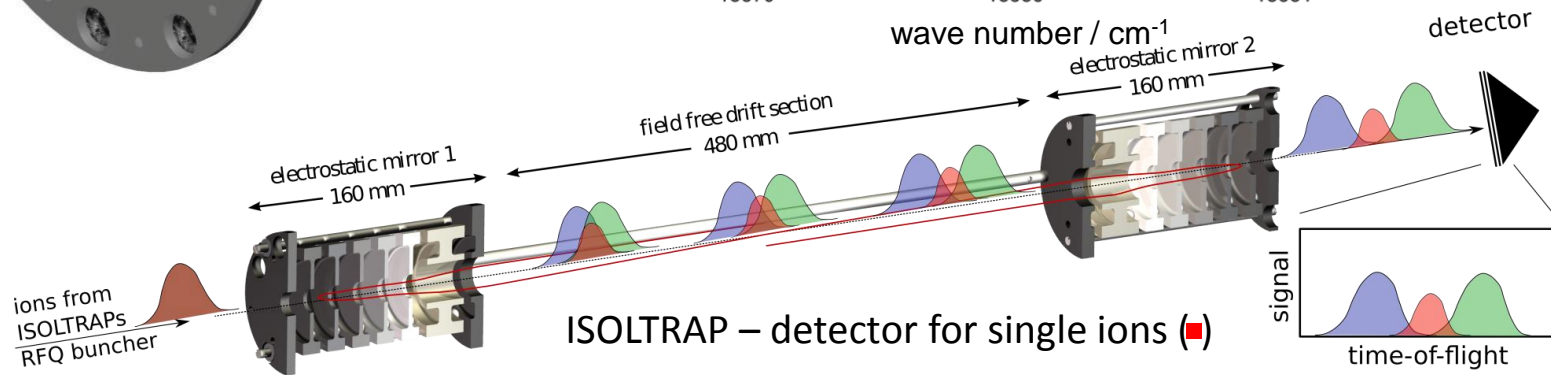 wave number / cm-1
detector
electrostatic mirror 2
160 mm
field free drift section
480 mm
electrostatic mirror 1
160 mm
ions from
ISOLTRAPs
RFQ buncher
ISOLTRAP – detector for single ions ( )
signal
time-of-flight